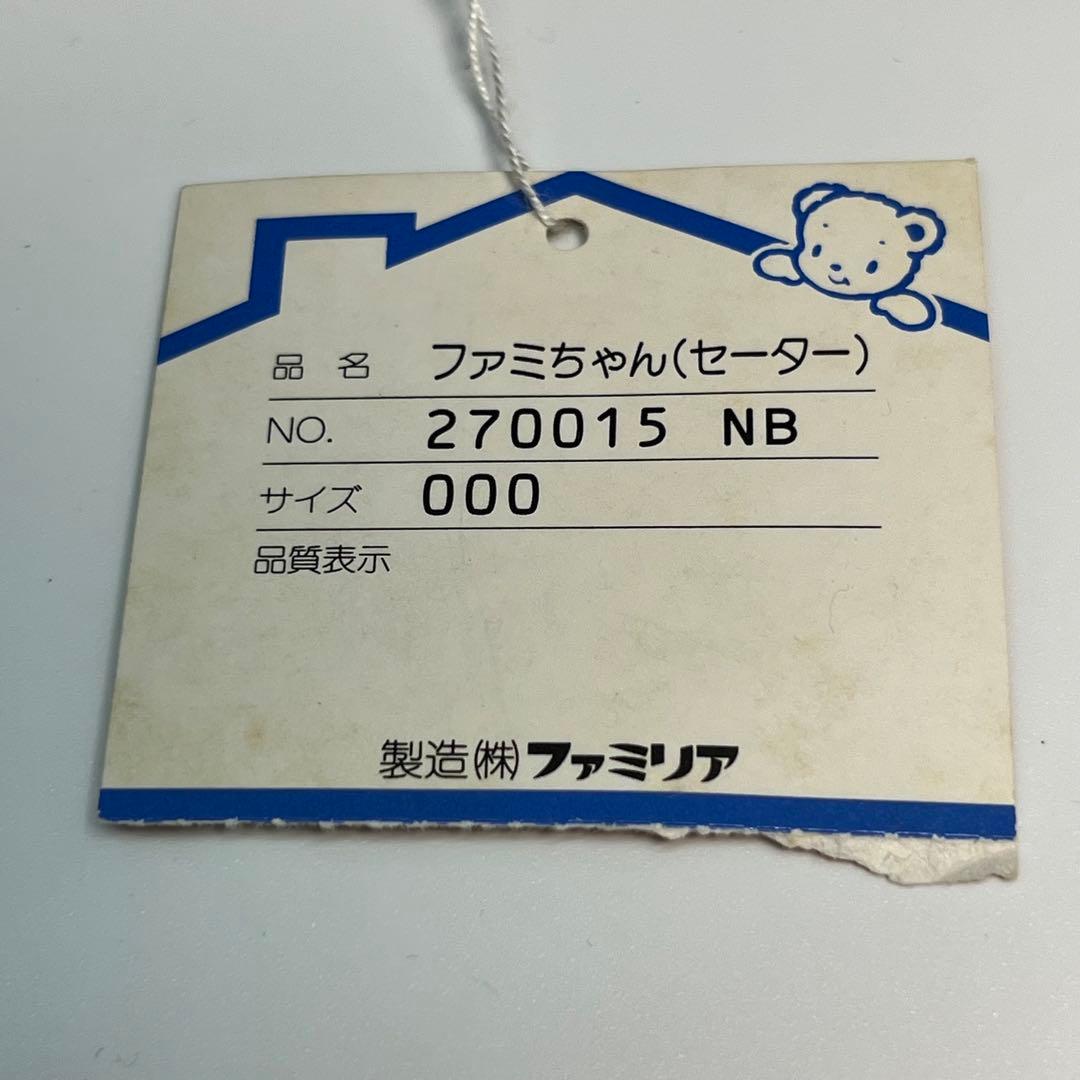 品名 ファミちゃん(セーター)
NO. 270015 NB
サイズ 000
品質表示
製造(株)ファミリア